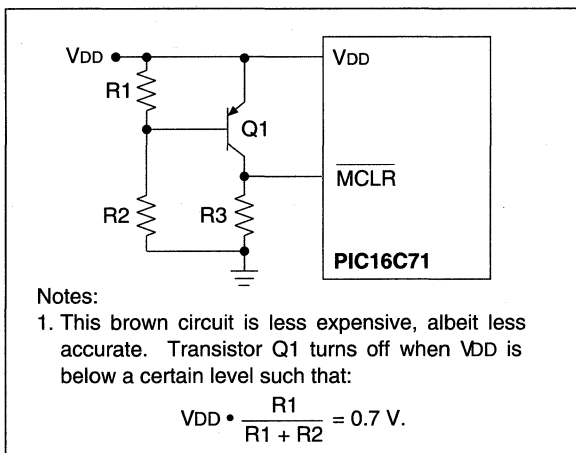 VDD
VDD
R1
Q1
MCLR
R2
R3
PIC16C71
Notes:
1. This brown circuit is less expensive, albeit less
accurate. Transistor Q1 turns off when VDD is
below a certain level such that:
VDD • R1 / R1 + R2 = 0.7 V.